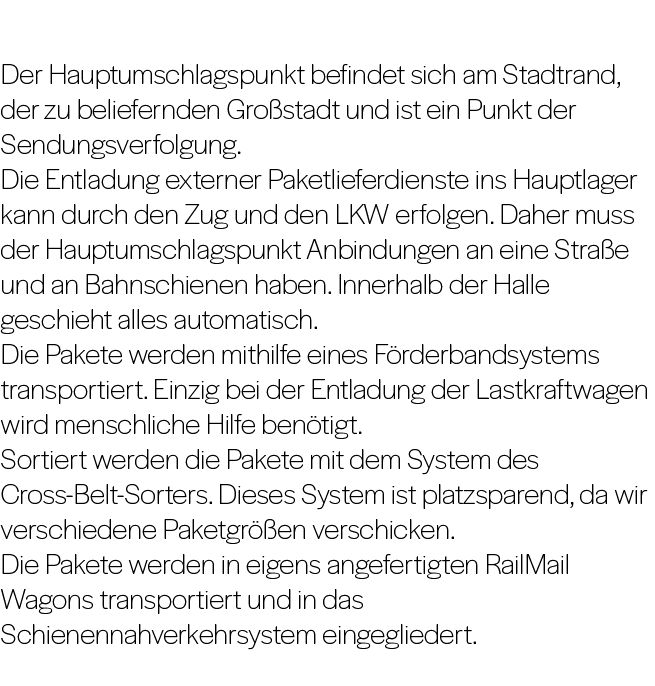 Der Hauptumschlagspunkt befindet sich am Stadtrand,
der zu beliefernden Großstadt und ist ein Punkt der
Sendungsverfolgung.
Die Entladung externer Paketlieferdienste ins Hauptlager
kann durch den Zug und den LKW erfolgen. Daher muss
der Hauptumschlagspunkt Anbindungen an eine Straße
und an Bahnschienen haben. Innerhalb der Halle
geschieht alles automatisch.
Die Pakete werden mithilfe eines Förderbandsystems
transportiert. Einzig bei der Entladung der Lastkraftwagen
wird menschliche Hilfe benötigt.
Sortiert werden die Pakete mit dem System des
Cross-Belt-Sorters. Dieses System ist platzsparend, da wir
verschiedene Paketgrößen verschicken.
Die Pakete werden in eigens angefertigten RailMail
Wagons transportiert und in das
Schienennahverkehrsystem eingegliedert.